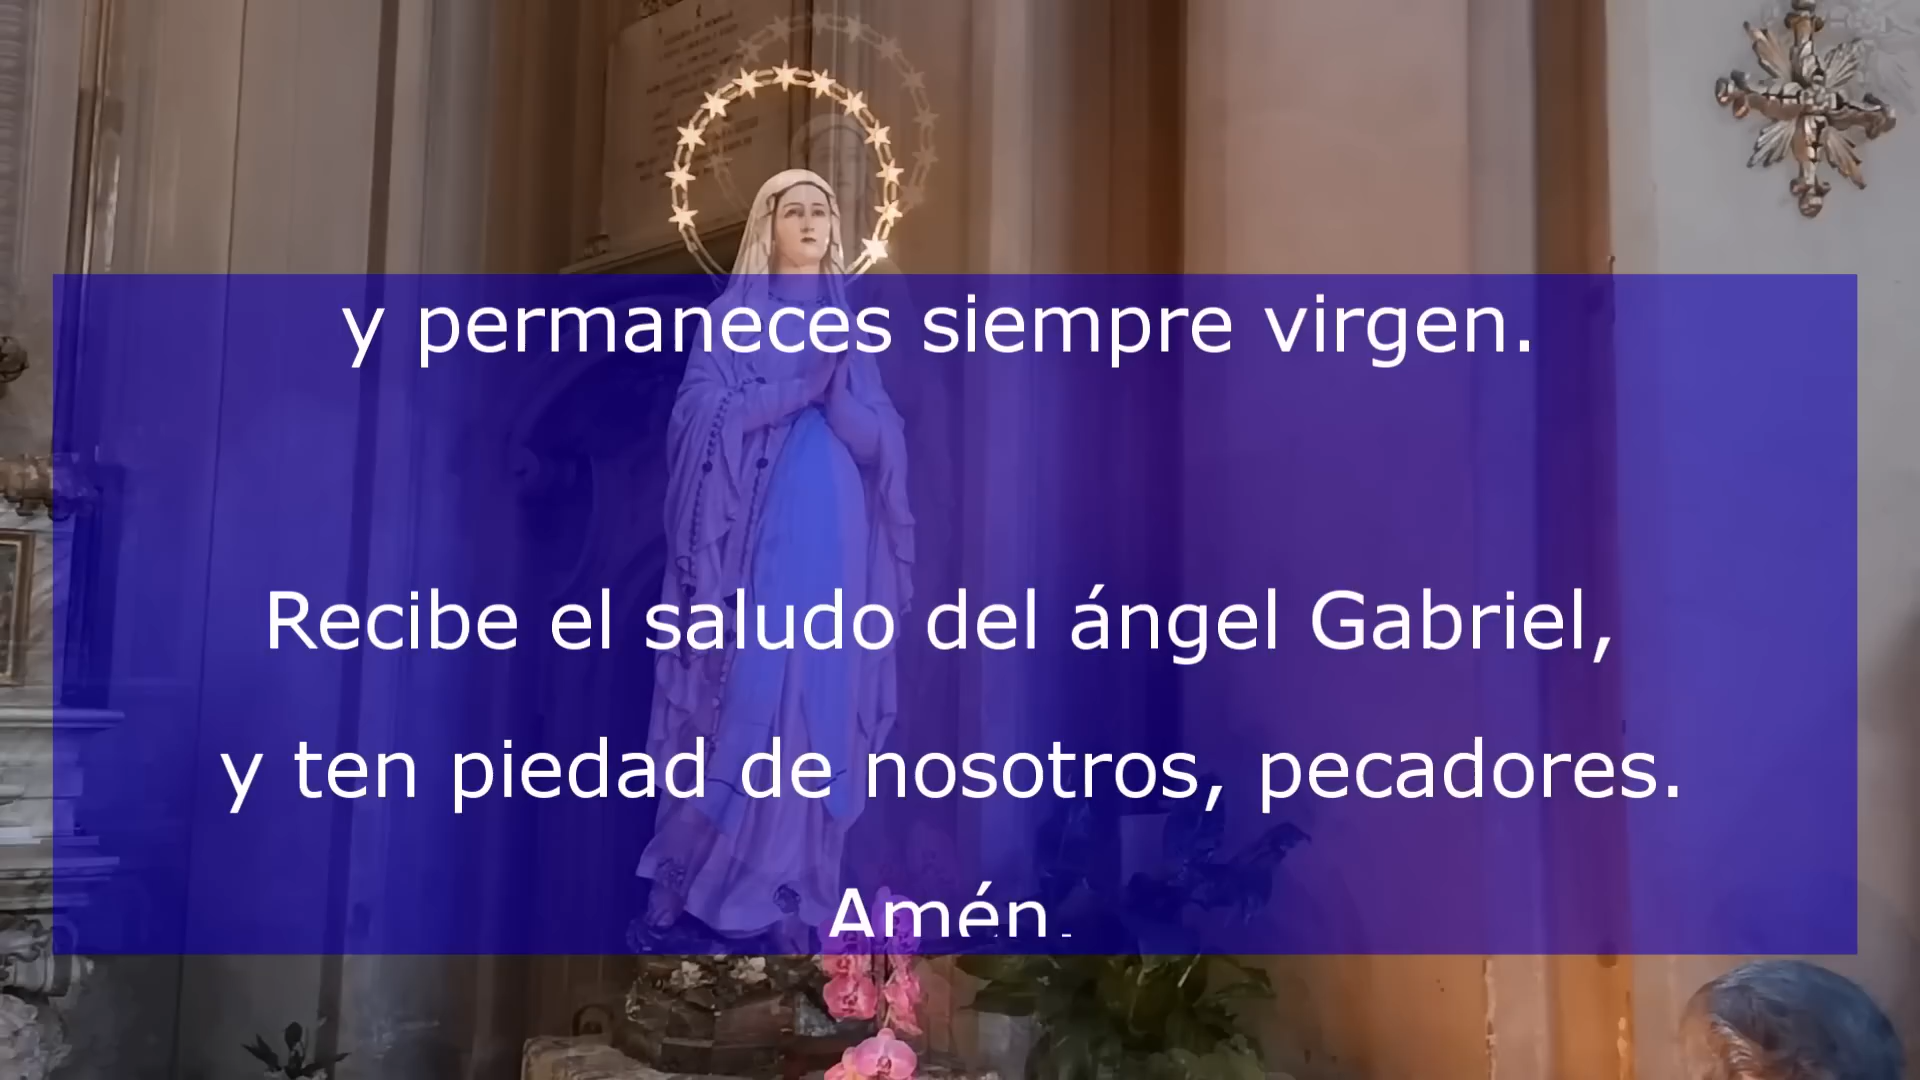 y permaneces siempre virgen.
Recibe el saludo del ángel Gabriel,
y ten piedad de nosotros, pecadores.
Amén.